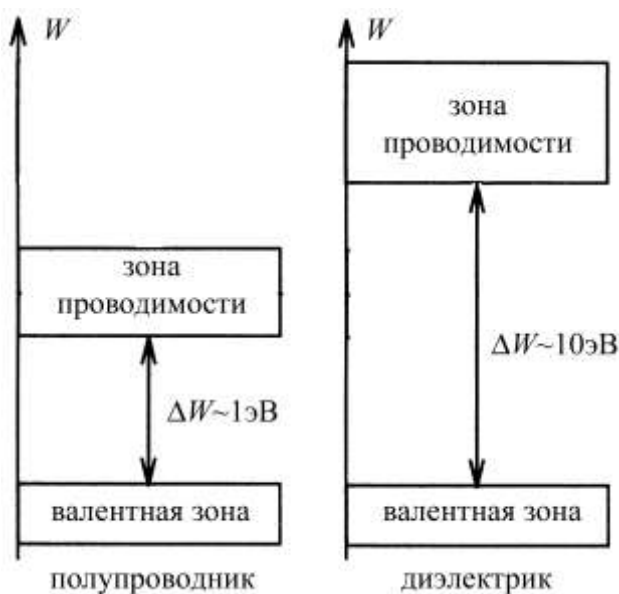 W
зона
проводимости
ΔW~1эВ
валентная зона
полупроводник
W
зона
проводимости
ΔW~10эВ
валентная зона
диэлектрик